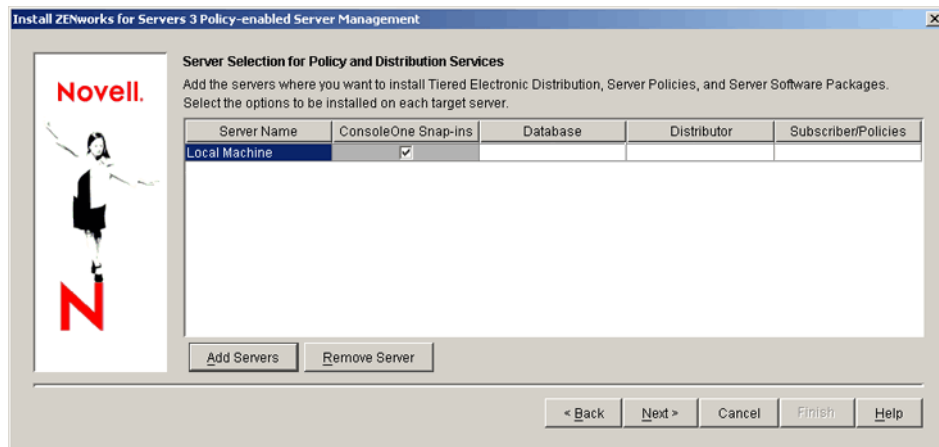 Install ZENworks for Servers 3 Policy-enabled Server Management
Novell.
N
Server Selection for Policy and Distribution Services
Add the servers where you want to install Tiered Electronic Distribution, Server Policies, and Server Software Packages.
Select the options to be installed on each target server.
Server Name ConsoleOne Snap-ins Database Distributor Subscriber/Policies
Local Machine
Add Servers Remove Server
< Back Next > Cancel Finish Help